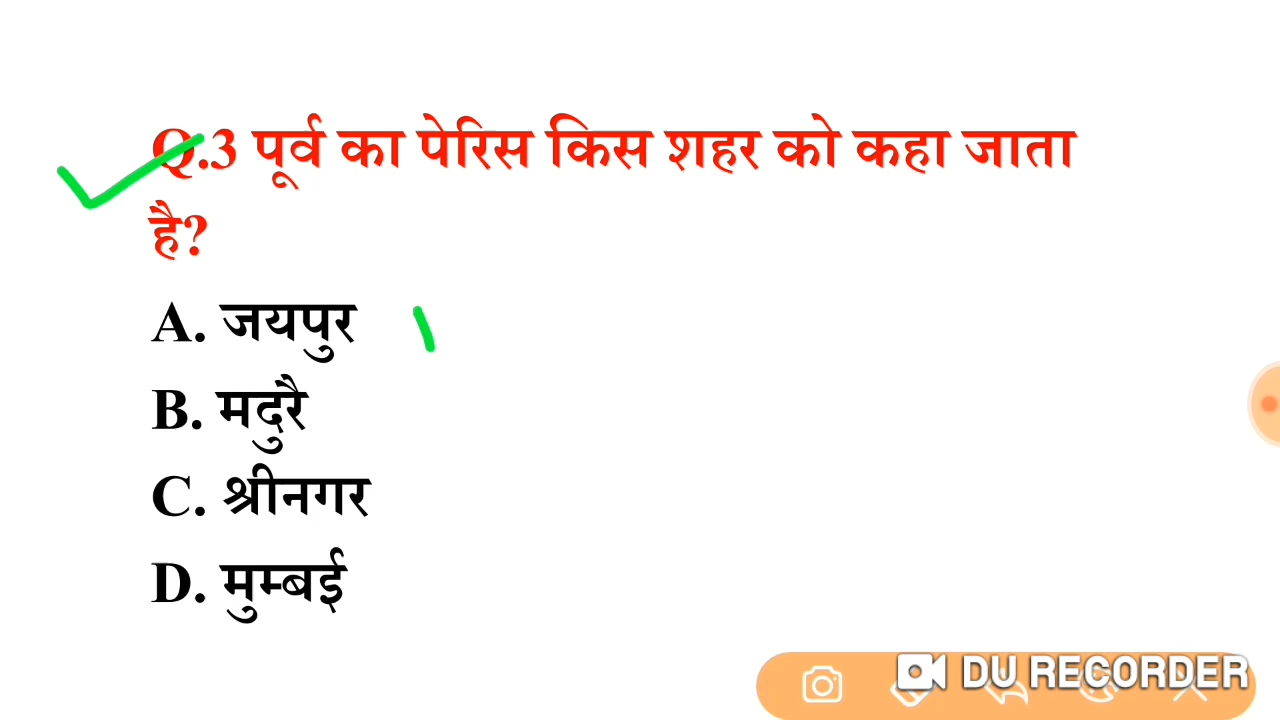 Q.3 पूर्व का पेरिस किस शहर को कहा जाता
है?
A. जयपुर
B. मदुरै
C. श्रीनगर
D. मुम्बई
DU RECORDER